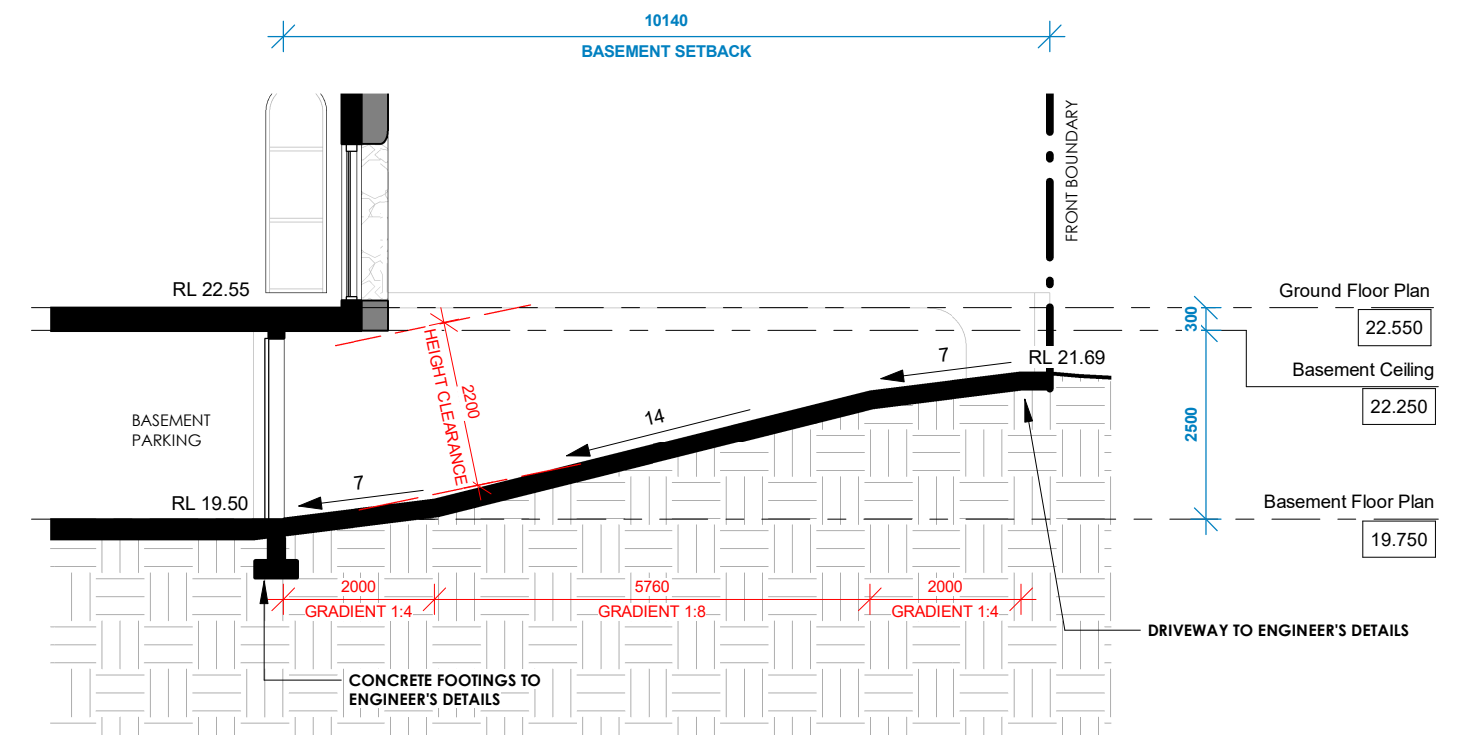 10140
BASEMENT SETBACK
FRONT BOUNDARY
RL 22.55
Ground Floor Plan
22.550
300
7
RL 21.69
Basement Ceiling
22.250
HEIGHT CLEARANCE
2200
14
2500
BASEMENT
PARKING
7
RL 19.50
Basement Floor Plan
19.750
2000
GRADIENT 1:4
5760
GRADIENT 1:8
2000
GRADIENT 1:4
DRIVEWAY TO ENGINEER'S DETAILS
CONCRETE FOOTINGS TO
ENGINEER'S DETAILS